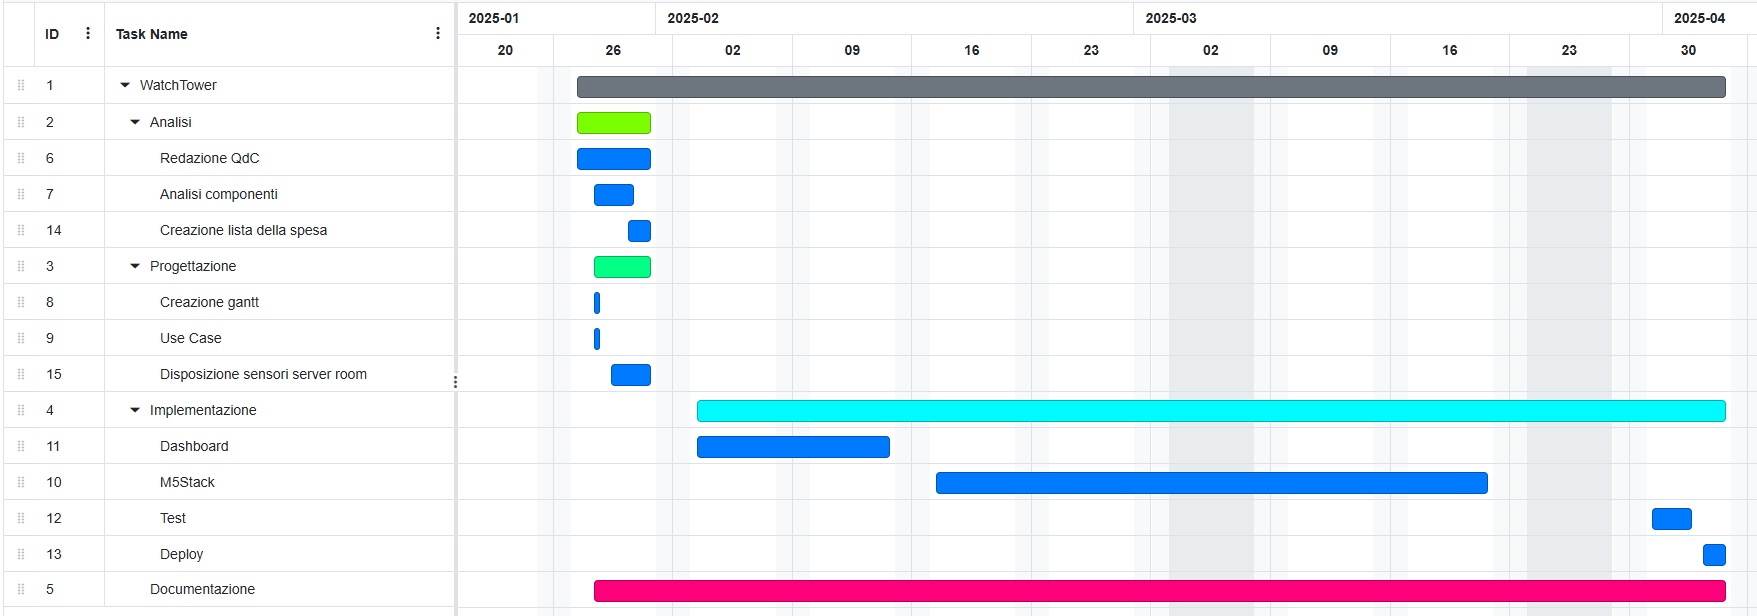 ID Task Name 2025-01 2025-02 2025-03 2025-04
20 26 02 09 16 23 02 09 16 23 30
1 WatchTower
2 Analisi
6 Redazione QdC
7 Analisi componenti
14 Creazione lista della spesa
3 Progettazione
8 Creazione gantt
9 Use Case
15 Disposizione sensori server room
4 Implementazione
11 Dashboard
10 M5Stack
12 Test
13 Deploy
5 Documentazione